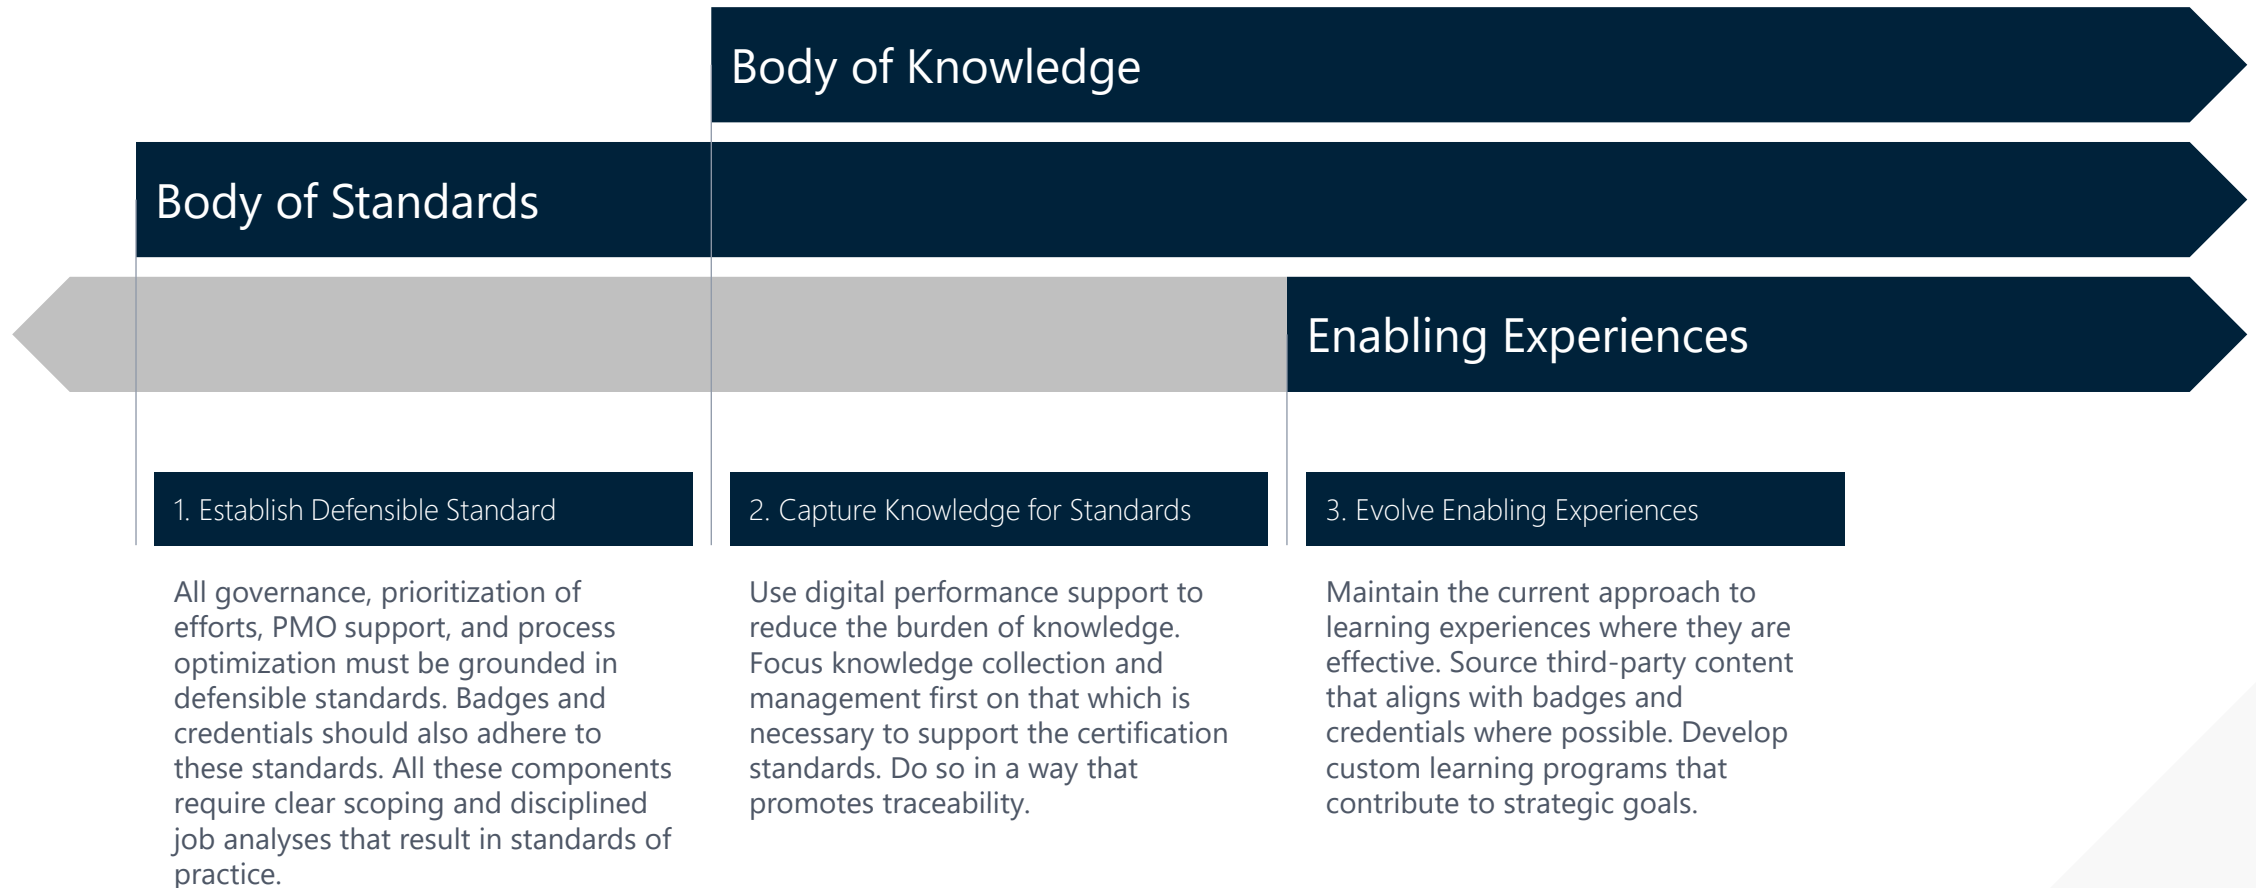 Body of Knowledge
Body of Standards
Enabling Experiences
1. Establish Defensible Standard
All governance, prioritization of
efforts, PMO support, and process
optimization must be grounded in
defensible standards. Badges and
credentials should also adhere to
these standards. All these components
require clear scoping and disciplined
job analyses that result in standards of
practice.
2. Capture Knowledge for Standards
Use digital performance support to
reduce the burden of knowledge.
Focus knowledge collection and
management first on that which is
necessary to support the certification
standards. Do so in a way that
promotes traceability.
3. Evolve Enabling Experiences
Maintain the current approach to
learning experiences where they are
effective. Source third-party content
that aligns with badges and
credentials where possible. Develop
custom learning programs that
contribute to strategic goals.